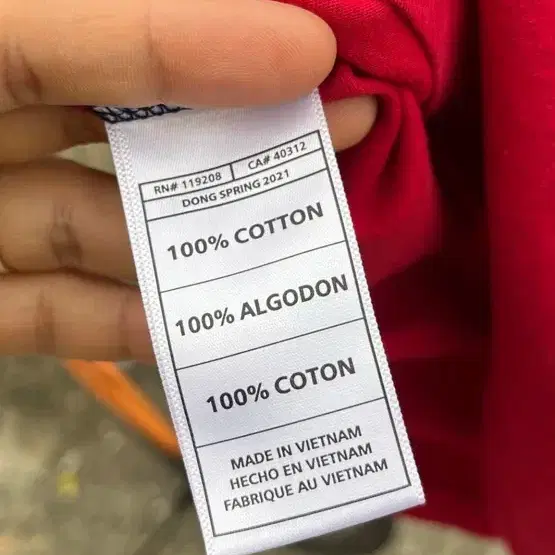 RN# 119208 CA# 40312
DONG SPRING 2021
100% COTTON
100% ALGODON
100% COTON
MADE IN VIETNAM
HECHO EN VIETNAM
FABRIQUE AU VIETNAM